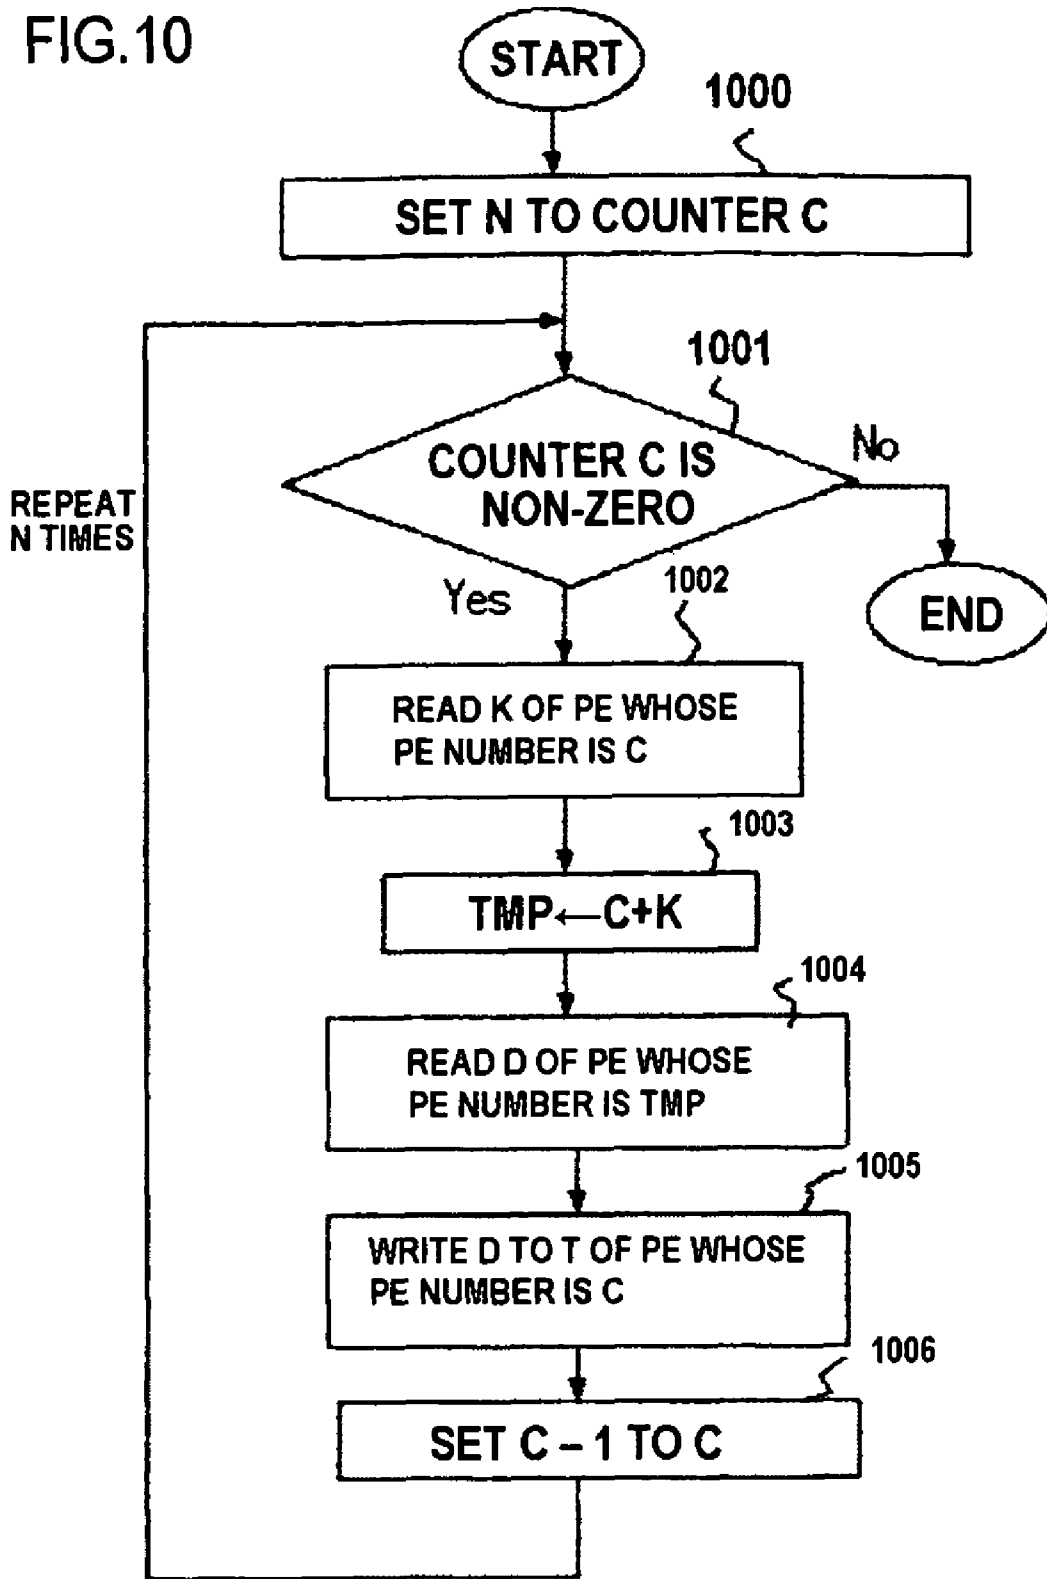 FIG.10
START
1000
SET N TO COUNTER C
1001
COUNTER C IS
NON-ZERO
No
REPEAT
N TIMES
END
Yes
1002
READ K OF PE WHOSE
PE NUMBER IS C
1003
TMP←C+K
1004
READ D OF PE WHOSE
PE NUMBER IS TMP
1005
WRITE D TO T OF PE WHOSE
PE NUMBER IS C
1006
SET C – 1 TO C